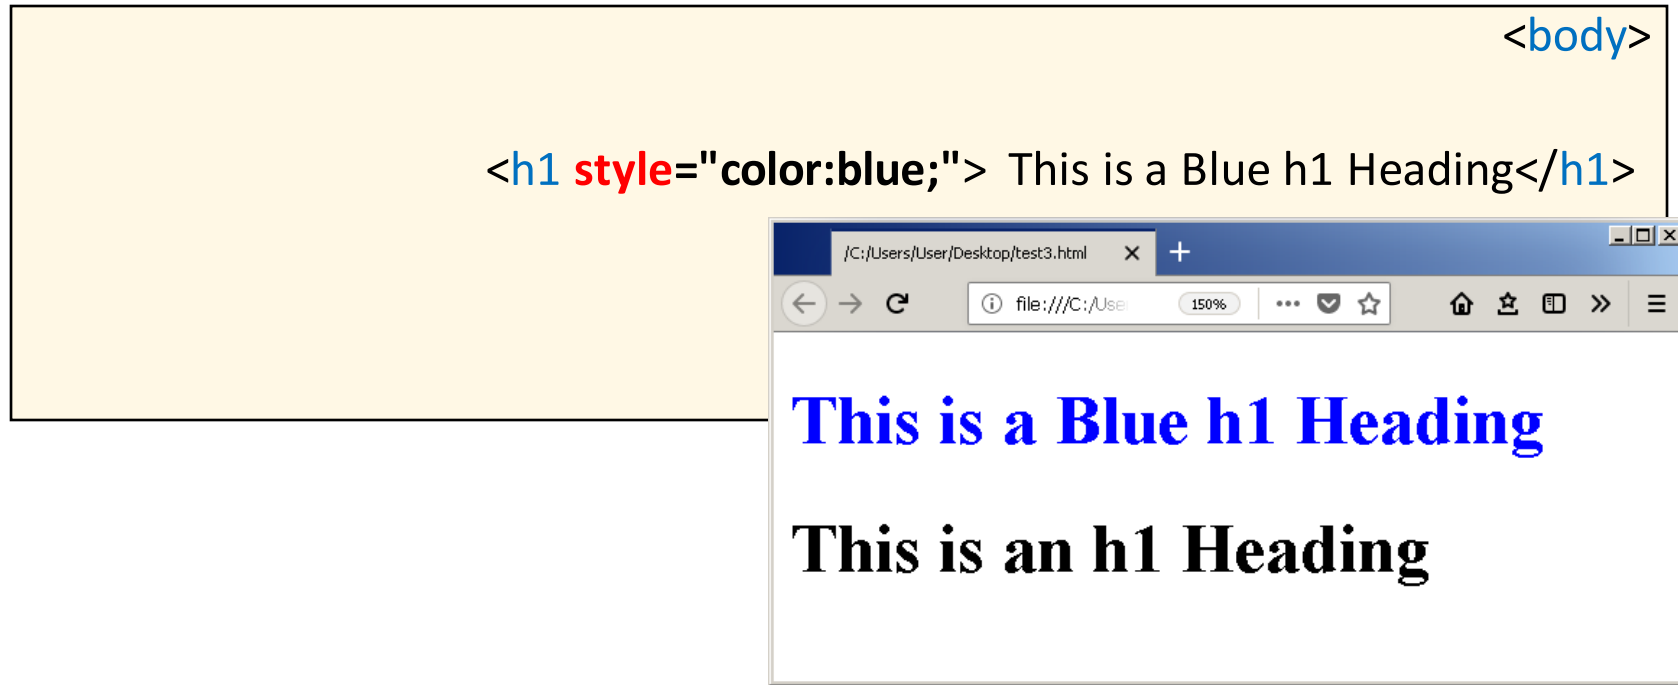 <body>
<h1 style="color:blue;"> This is a Blue h1 Heading</h1>
/C:/Users/User/Desktop/test3.html
file:///C:/Use
150%
This is a Blue h1 Heading
This is an h1 Heading